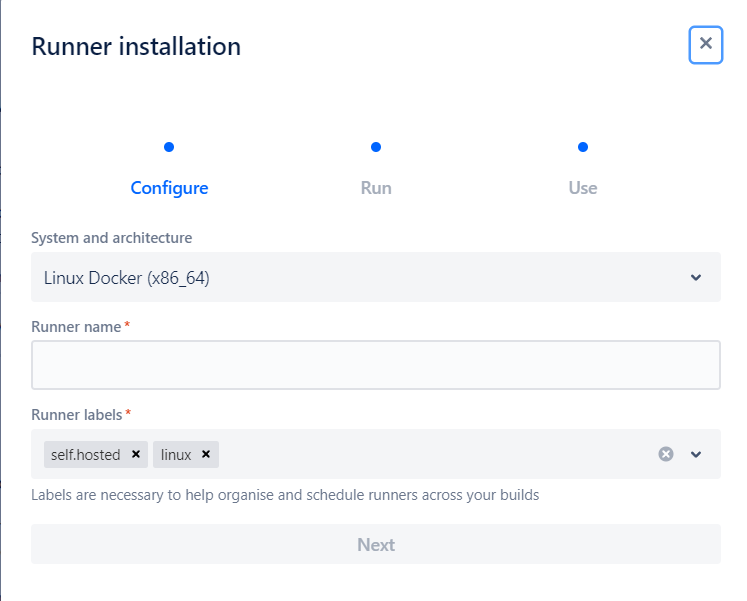 Runner installation
Configure
Run
Use
System and architecture
Linux Docker (x86_64)
Runner name*
Runner labels*
self.hosted
linux
Labels are necessary to help organise and schedule runners across your builds
Next